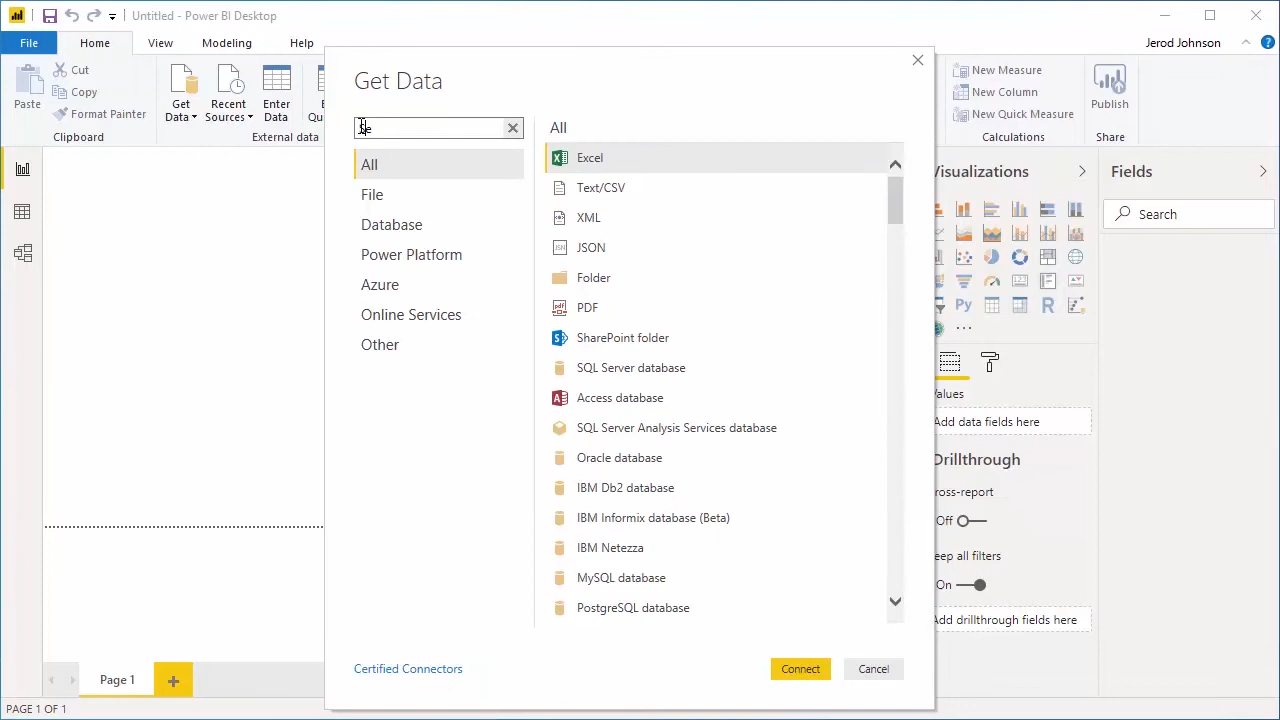 Untitled - Power BI Desktop
File
Home
View
Modeling
Help
Jerod Johnson
Paste
Cut
Copy
Format Painter
Clipboard
Get
Data
Recent
Sources
Enter
Data
External data
New Measure
New Column
New Quick Measure
Calculations
Publish
Share
Get Data
All
File
Database
Power Platform
Azure
Online Services
Other
All
Excel
Text/CSV
XML
JSON
Folder
PDF
SharePoint folder
SQL Server database
Access database
SQL Server Analysis Services database
Oracle database
IBM Db2 database
IBM Informix database (Beta)
IBM Netezza
MySQL database
PostgreSQL database
Certified Connectors
Connect
Cancel
Visualizations
Py
R
Values
Add data fields here
Drillthrough
Off
On
Add drillthrough fields here
all filters
Fields
Search
Page 1
PAGE 1 OF 1